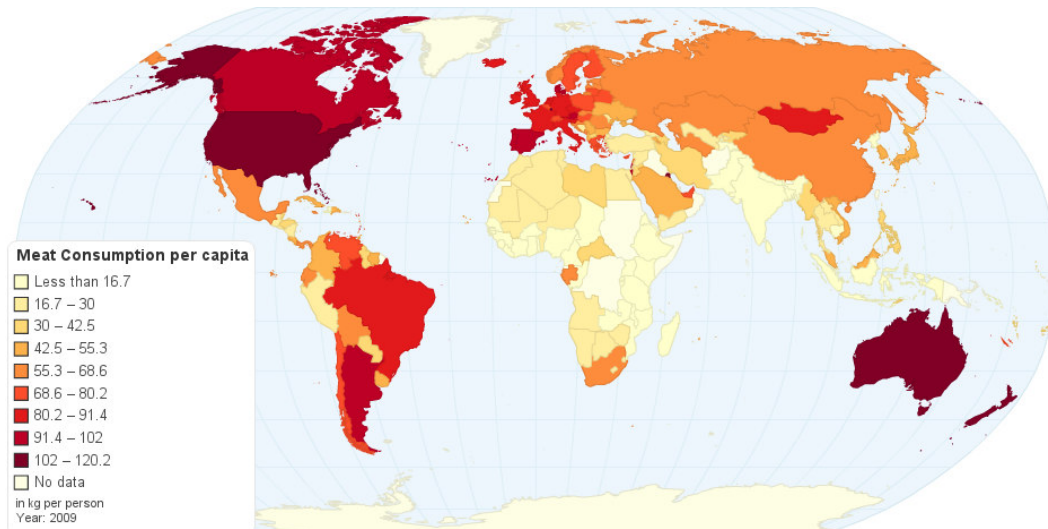 Meat Consumption per capita
Less than 16.7
16.7 – 30
30 – 42.5
42.5 – 55.3
55.3 – 68.6
68.6 – 80.2
80.2 – 91.4
91.4 – 102
102 – 120.2
No data
in kg per person
Year: 2009